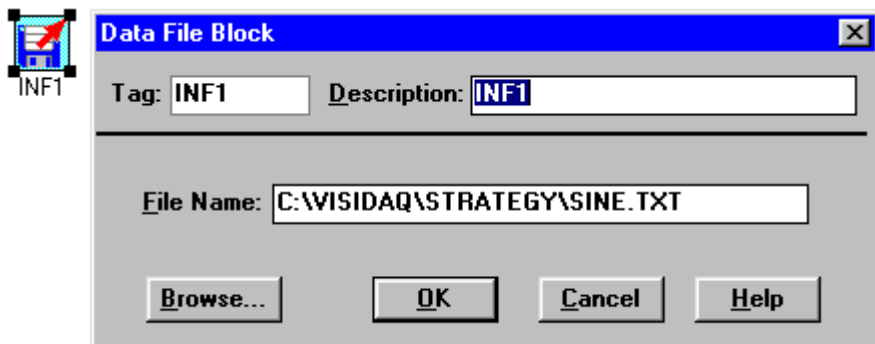 INF1
Data File Block
Tag: INF1 Description: INF1
File Name: C:\VISIDAQ\STRATEGY\SINE.TXT
Browse... OK Cancel Help